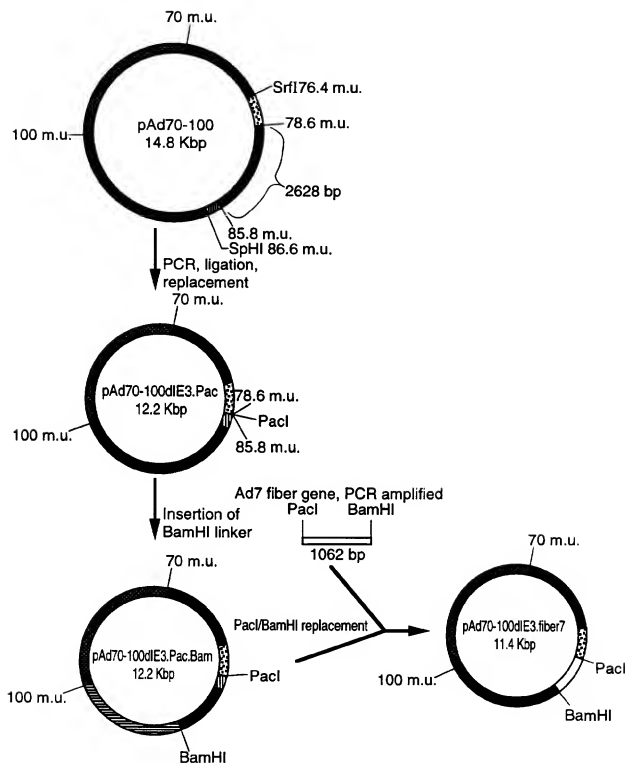 70 m.u.
SrfI76.4 m.u.
pAd70-100
14.8 Kbp
78.6 m.u.
100 m.u.
2628 bp
85.8 m.u.
SpHI 86.6 m.u.
PCR, ligation,
replacement
70 m.u.
pAd70-100dIE3.Pac
12.2 Kbp
78.6 m.u.
PacI
100 m.u.
85.8 m.u.
Insertion of
BamHI linker
Ad7 fiber gene, PCR amplified
PacI BamHI
1062 bp
70 m.u.
70 m.u.
pAd70-100dIE3.Pac.Bam
12.2 Kbp
PacI/BamHI replacement
pAd70-100dIE3.fiber7
11.4 Kbp
PacI
PacI
100 m.u.
100 m.u.
BamHI
BamHI